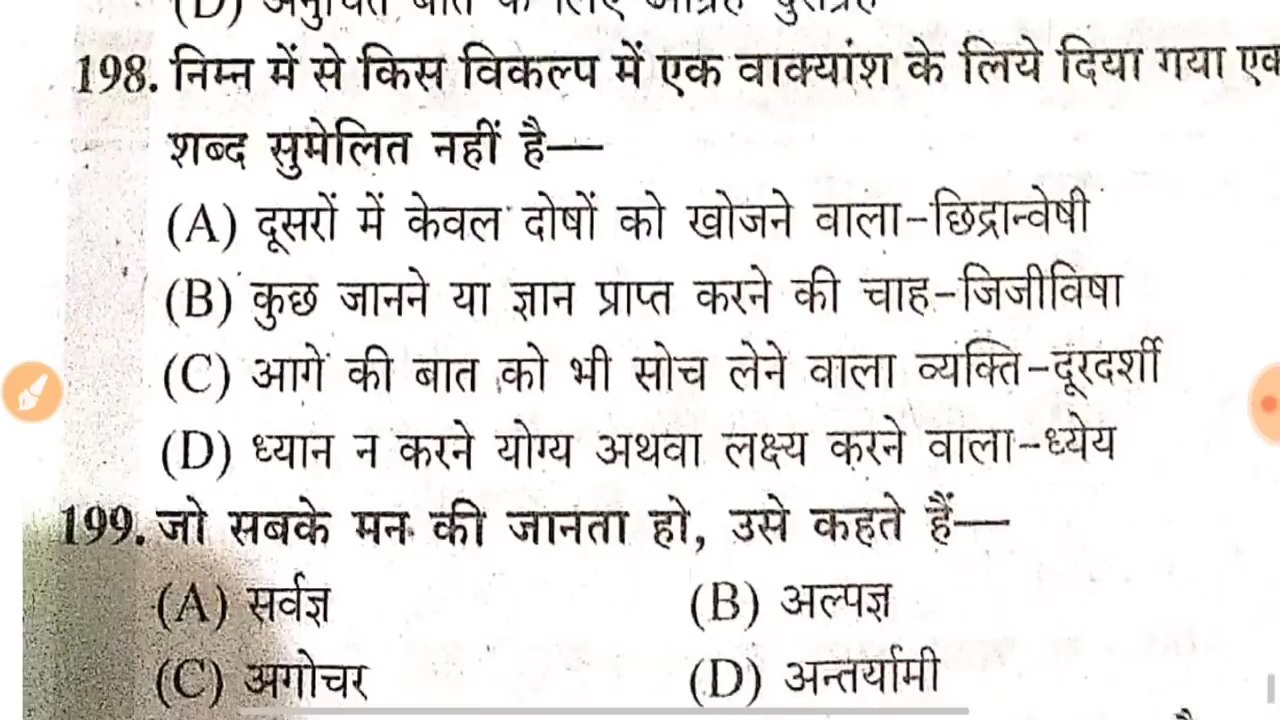 198. निम्न में से किस विकल्प में एक वाक्यांश के लिये दिया गया एक
शब्द सुमेलित नहीं है—
(A) दूसरों में केवल दोषों को खोजने वाला-छिद्रान्वेषी
(B) कुछ जानने या ज्ञान प्राप्त करने की चाह-जिजीविषा
(C) आगे की बात को भी सोच लेने वाला व्यक्ति-दूरदर्शी
(D) ध्यान न करने योग्य अथवा लक्ष्य करने वाला-ध्येय
199. जो सबके मन की जानता हो, उसे कहते हैं—
(A) सर्वज्ञ (B) अल्पज्ञ
(C) अगोचर (D) अन्तर्यामी